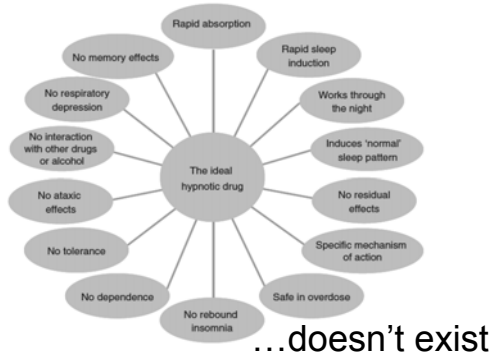 Rapid absorption
Rapid sleep
induction
Works through
the night
Induces ‘normal’
sleep pattern
No residual
effects
Specific mechanism
of action
Safe in overdose
No rebound
insomnia
No dependence
No tolerance
No ataxic
effects
No interaction
with other drugs
or alcohol
No respiratory
depression
No memory effects
The ideal
hypnotic drug
…doesn’t exist